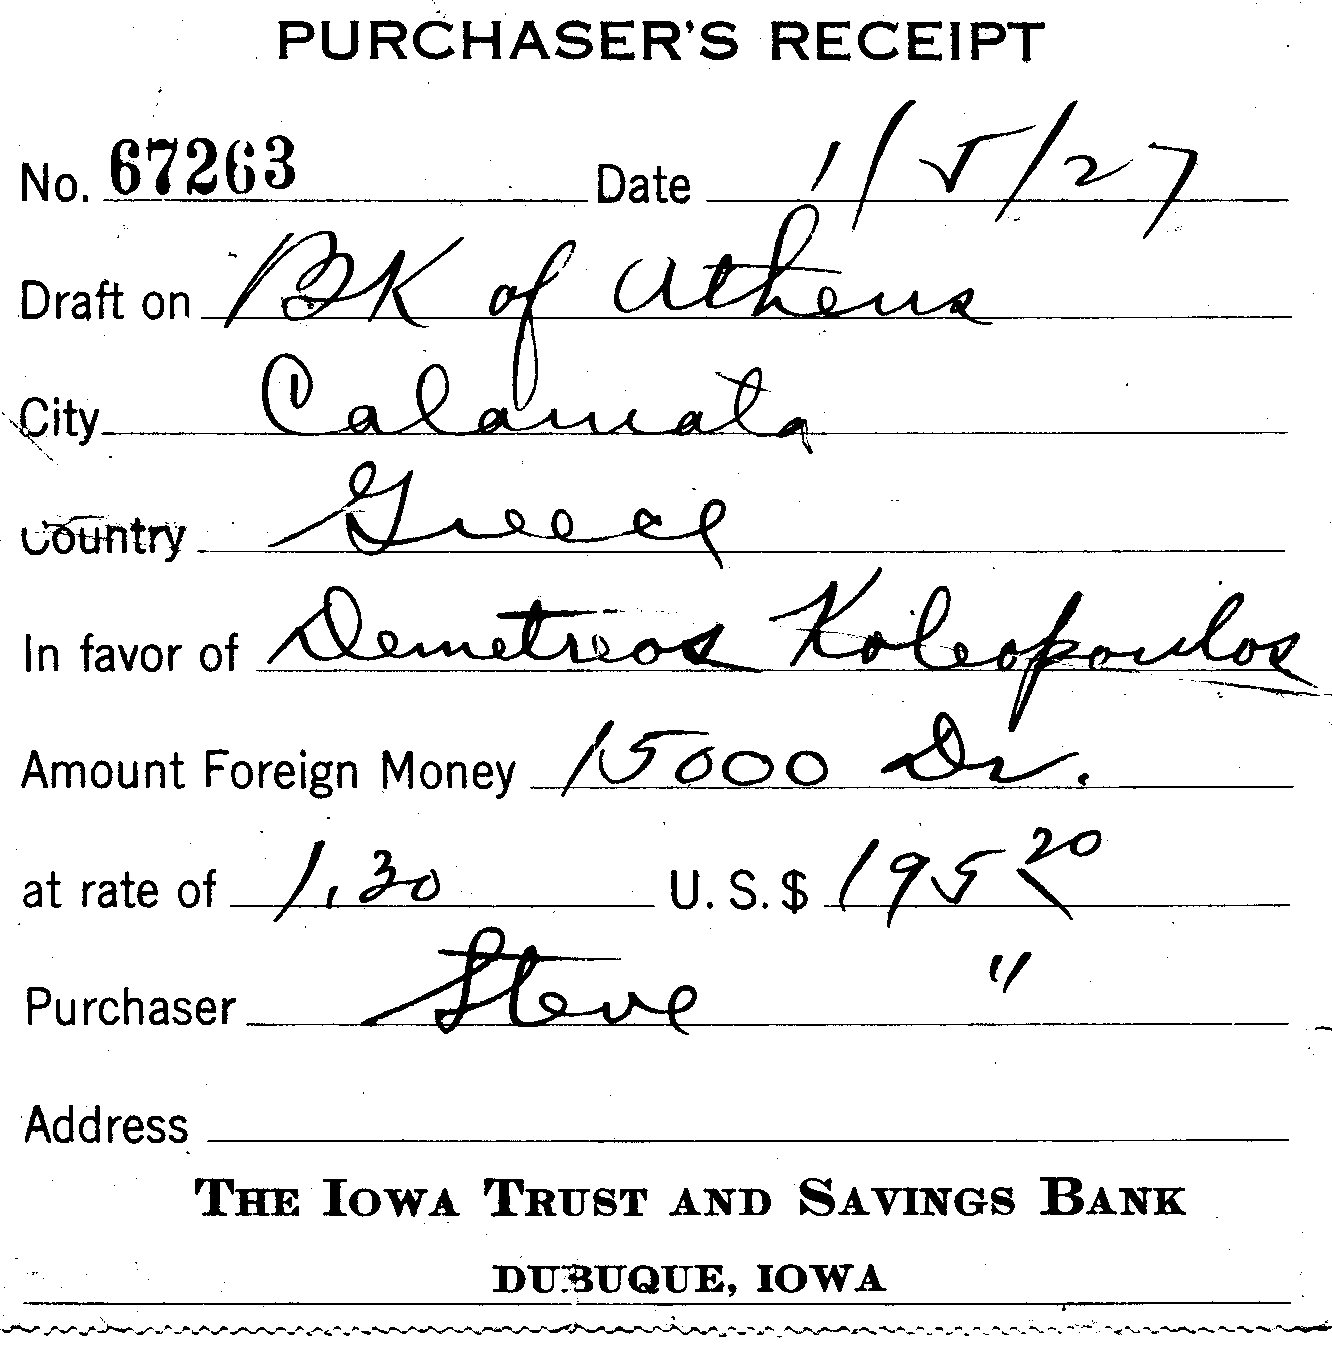 PURCHASER'S RECEIPT
No. 67263 Date 1/5/27
Draft on BK of Athens
City Calamata
Country Greece
In favor of Demetreos Koleopoulos
Amount Foreign Money 15000 Dr.
at rate of 1.30 U.S.$ 195 20
Purchaser Steve "
Address
THE IOWA TRUST AND SAVINGS BANK
DUBUQUE, IOWA